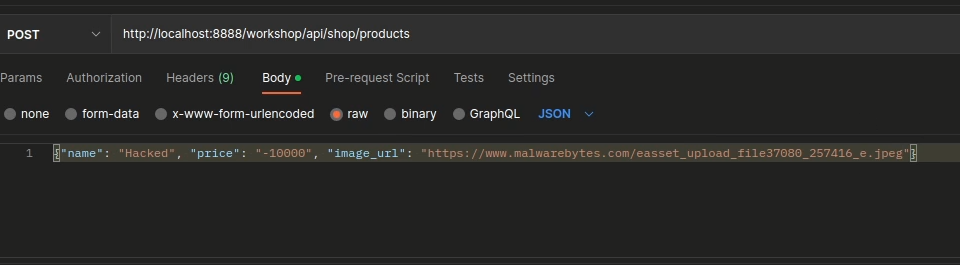 POST http://localhost:8888/workshop/api/shop/products
Params Authorization Headers (9) Body Pre-request Script Tests Settings
none form-data x-www-form-urlencoded raw binary GraphQL JSON
1 {"name": "Hacked", "price": "-10000", "image_url": "https://www.malwarebytes.com/easset_upload_file37080_257416_e.jpeg"}